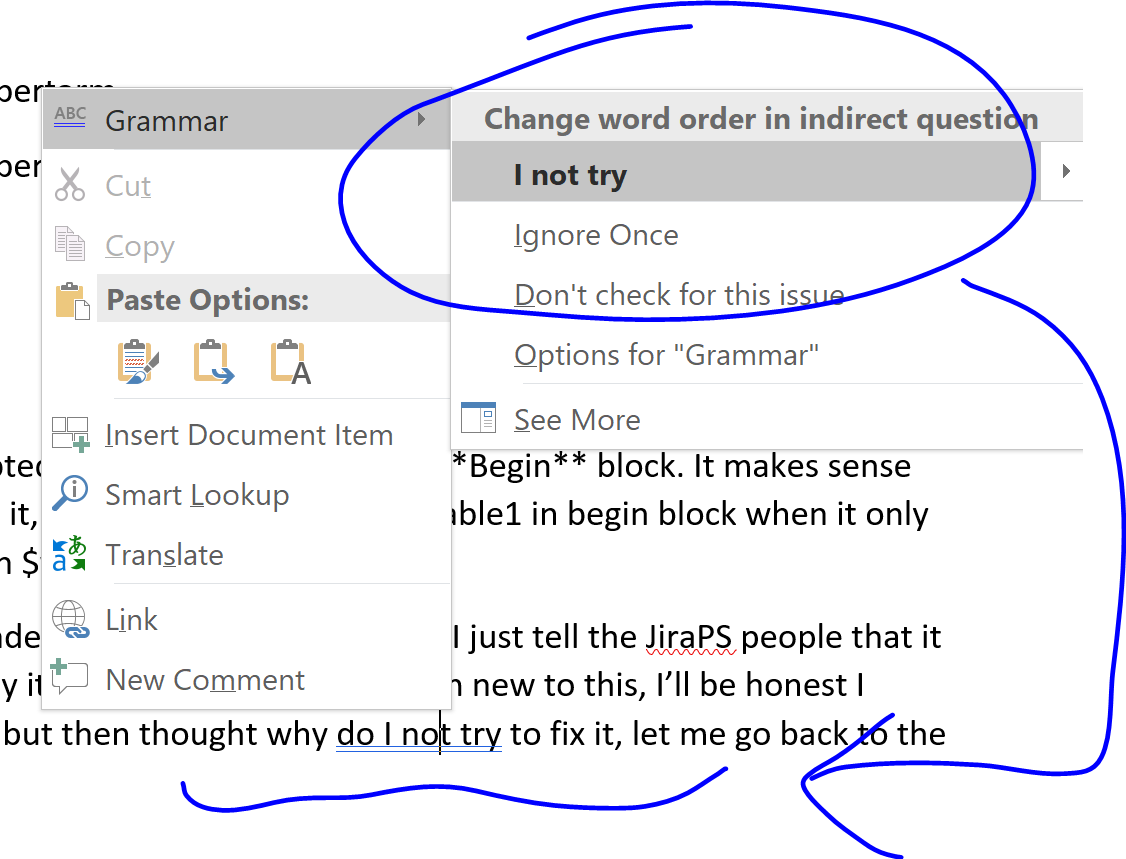 perform
ABC Grammar
Change word order in indirect question
I not try
Cut
Ignore Once
Copy
Don't check for this issue
Paste Options:
Options for "Grammar"
A
See More
Insert Document Item
*Begin** block. It makes sense
Smart Lookup
it, able1 in begin block when it only
a あ Translate
Link
I just tell the JiraPS people that it
New Comment
new to this, I’ll be honest I
but then thought why do I not try to fix it, let me go back to the